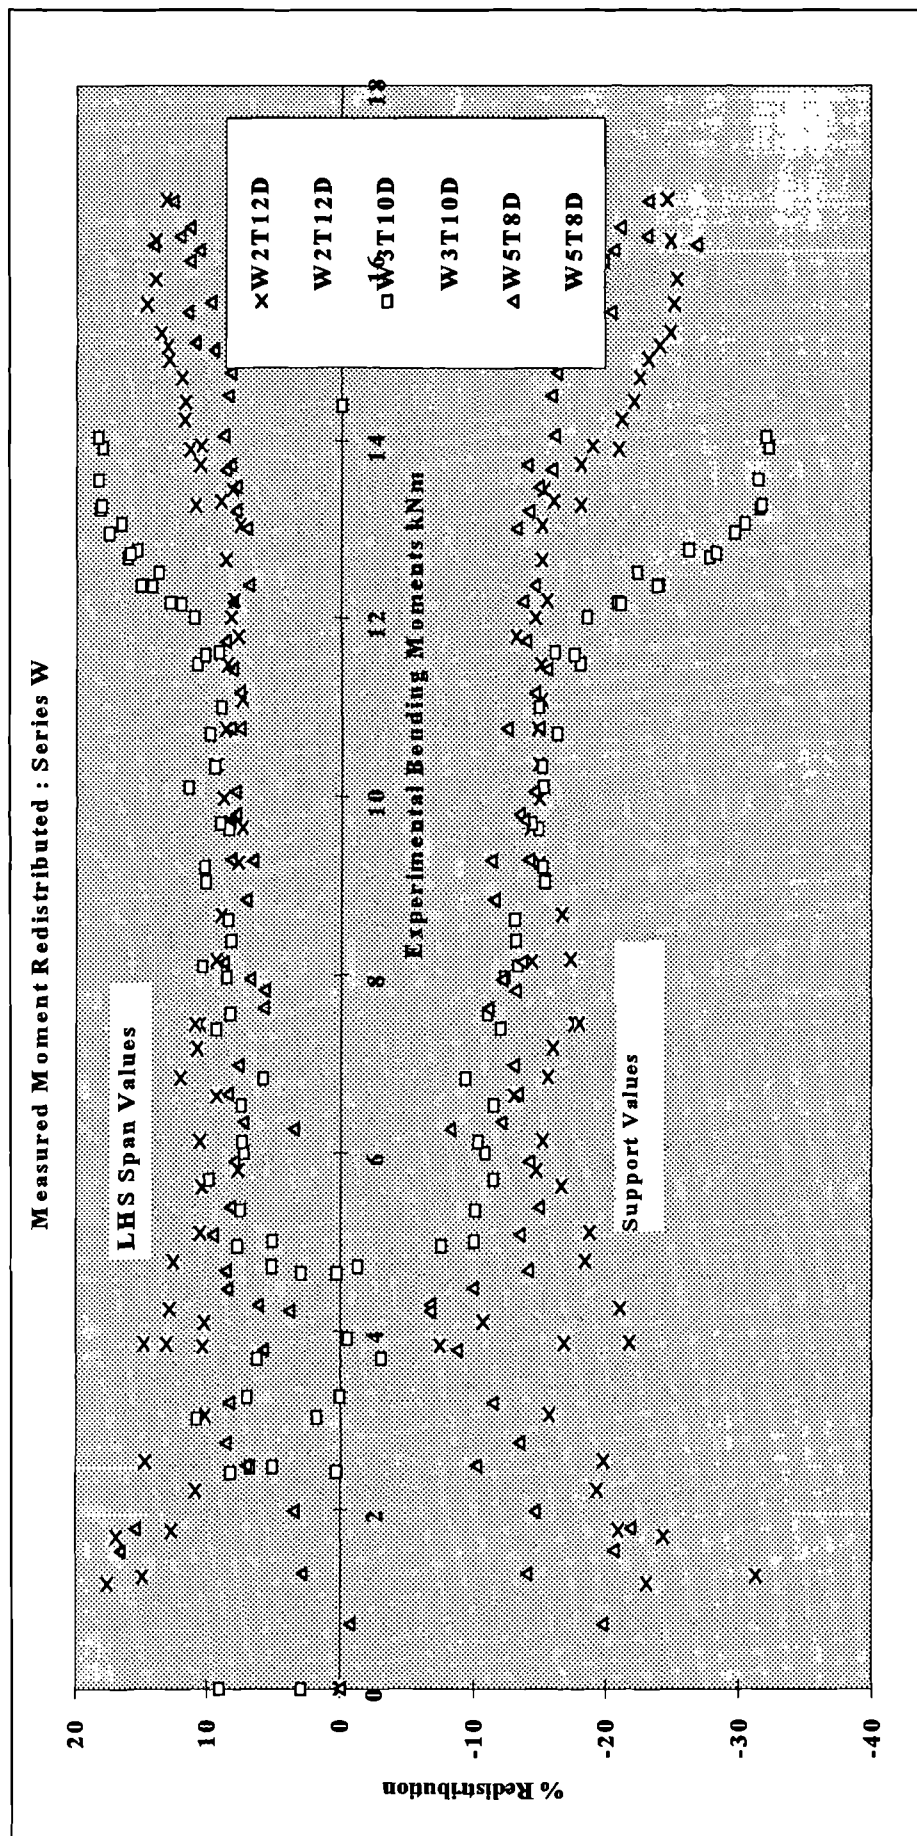 Measured Moment Redistributed : Series W
% Redistribution
20
10
0
-10
-20
-30
-40
LHS Span Values
Support Values
Experimental Bending Moments kNm
0
2
4
6
8
10
12
14
16
18
W2T12D
W2T12D
W3T10D
W3T10D
W5T8D
W5T8D